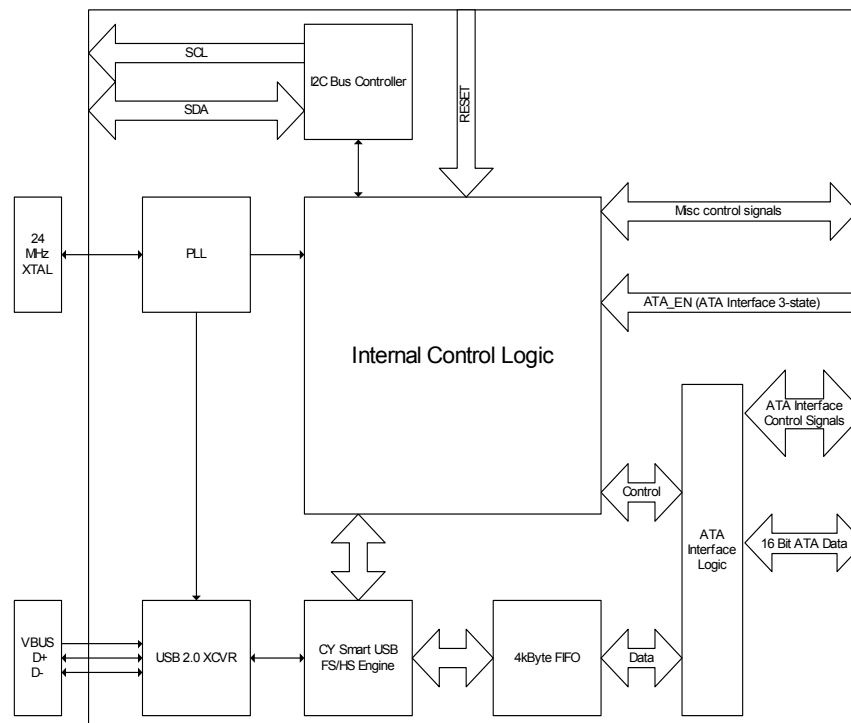 SCL
I2C Bus Controller
SDA
RESET
24
MHz
XTAL
PLL
Misc control signals
ATA_EN (ATA Interface 3-state)
Internal Control Logic
ATA Interface
Control Signals
Control
ATA
Interface
Logic
16 Bit ATA Data
VBUS
D+
D-
USB 2.0 XCVR
CY Smart USB
FS/HS Engine
4kByte FIFO
Data